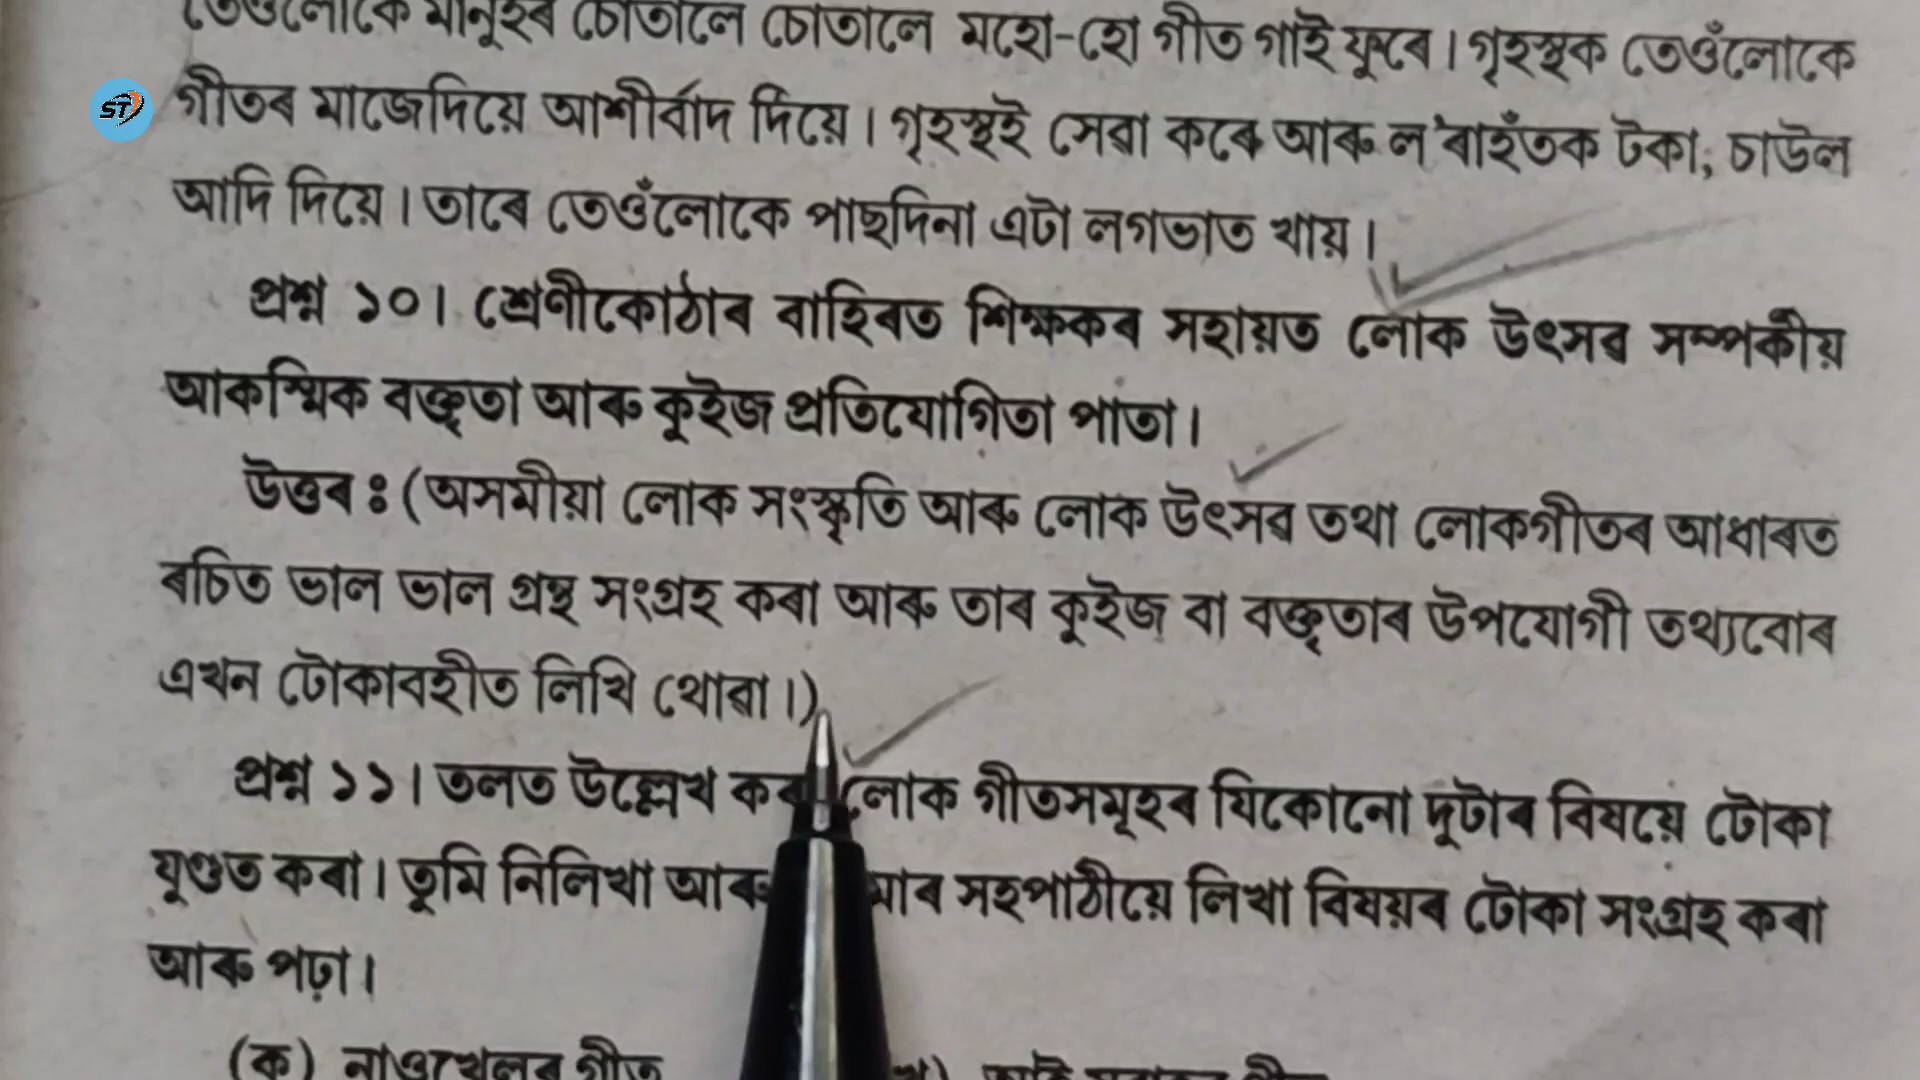 তেওঁলোকে মানুহৰ চোতালে চোতালে মহো-হো গীত গাই ফুৰে। গৃহস্থক তেওঁলোকে
ST গীতৰ মাজেদিয়ে আশীৰ্বাদ দিয়ে। গৃহস্থই সেৱা কৰে আৰু ল'ৰাহঁতক টকা, চাউল
আদি দিয়ে। তাৰে তেওঁলোকে পাছদিনা এটা লগভাত খায়।
প্ৰশ্ন ১০। শ্ৰেণীকোঠাৰ বাহিৰত শিক্ষকৰ সহায়ত লোক উৎসৱ সম্পৰ্কীয়
আকস্মিক বক্তৃতা আৰু কুইজ প্ৰতিযোগিতা পাতা।
উত্তৰ : (অসমীয়া লোক সংস্কৃতি আৰু লোক উৎসৱ তথা লোকগীতৰ আধাৰত
ৰচিত ভাল ভাল গ্ৰন্থ সংগ্ৰহ কৰা আৰু তাৰ কুইজ বা বক্তৃতাৰ উপযোগী তথ্যবোৰ
এখন টোকাবহীত লিখি থোৱা।)
প্ৰশ্ন ১১। তলত উল্লেখ কৰা লোক গীতসমূহৰ যিকোনো দুটাৰ বিষয়ে টোকা
যুগুত কৰা। তুমি নিলিখা আৰু সহপাঠীয়ে লিখা বিষয়ৰ টোকা সংগ্ৰহ কৰা
আৰু পঢ়া।
(ক) নাওখেলৰ গীত